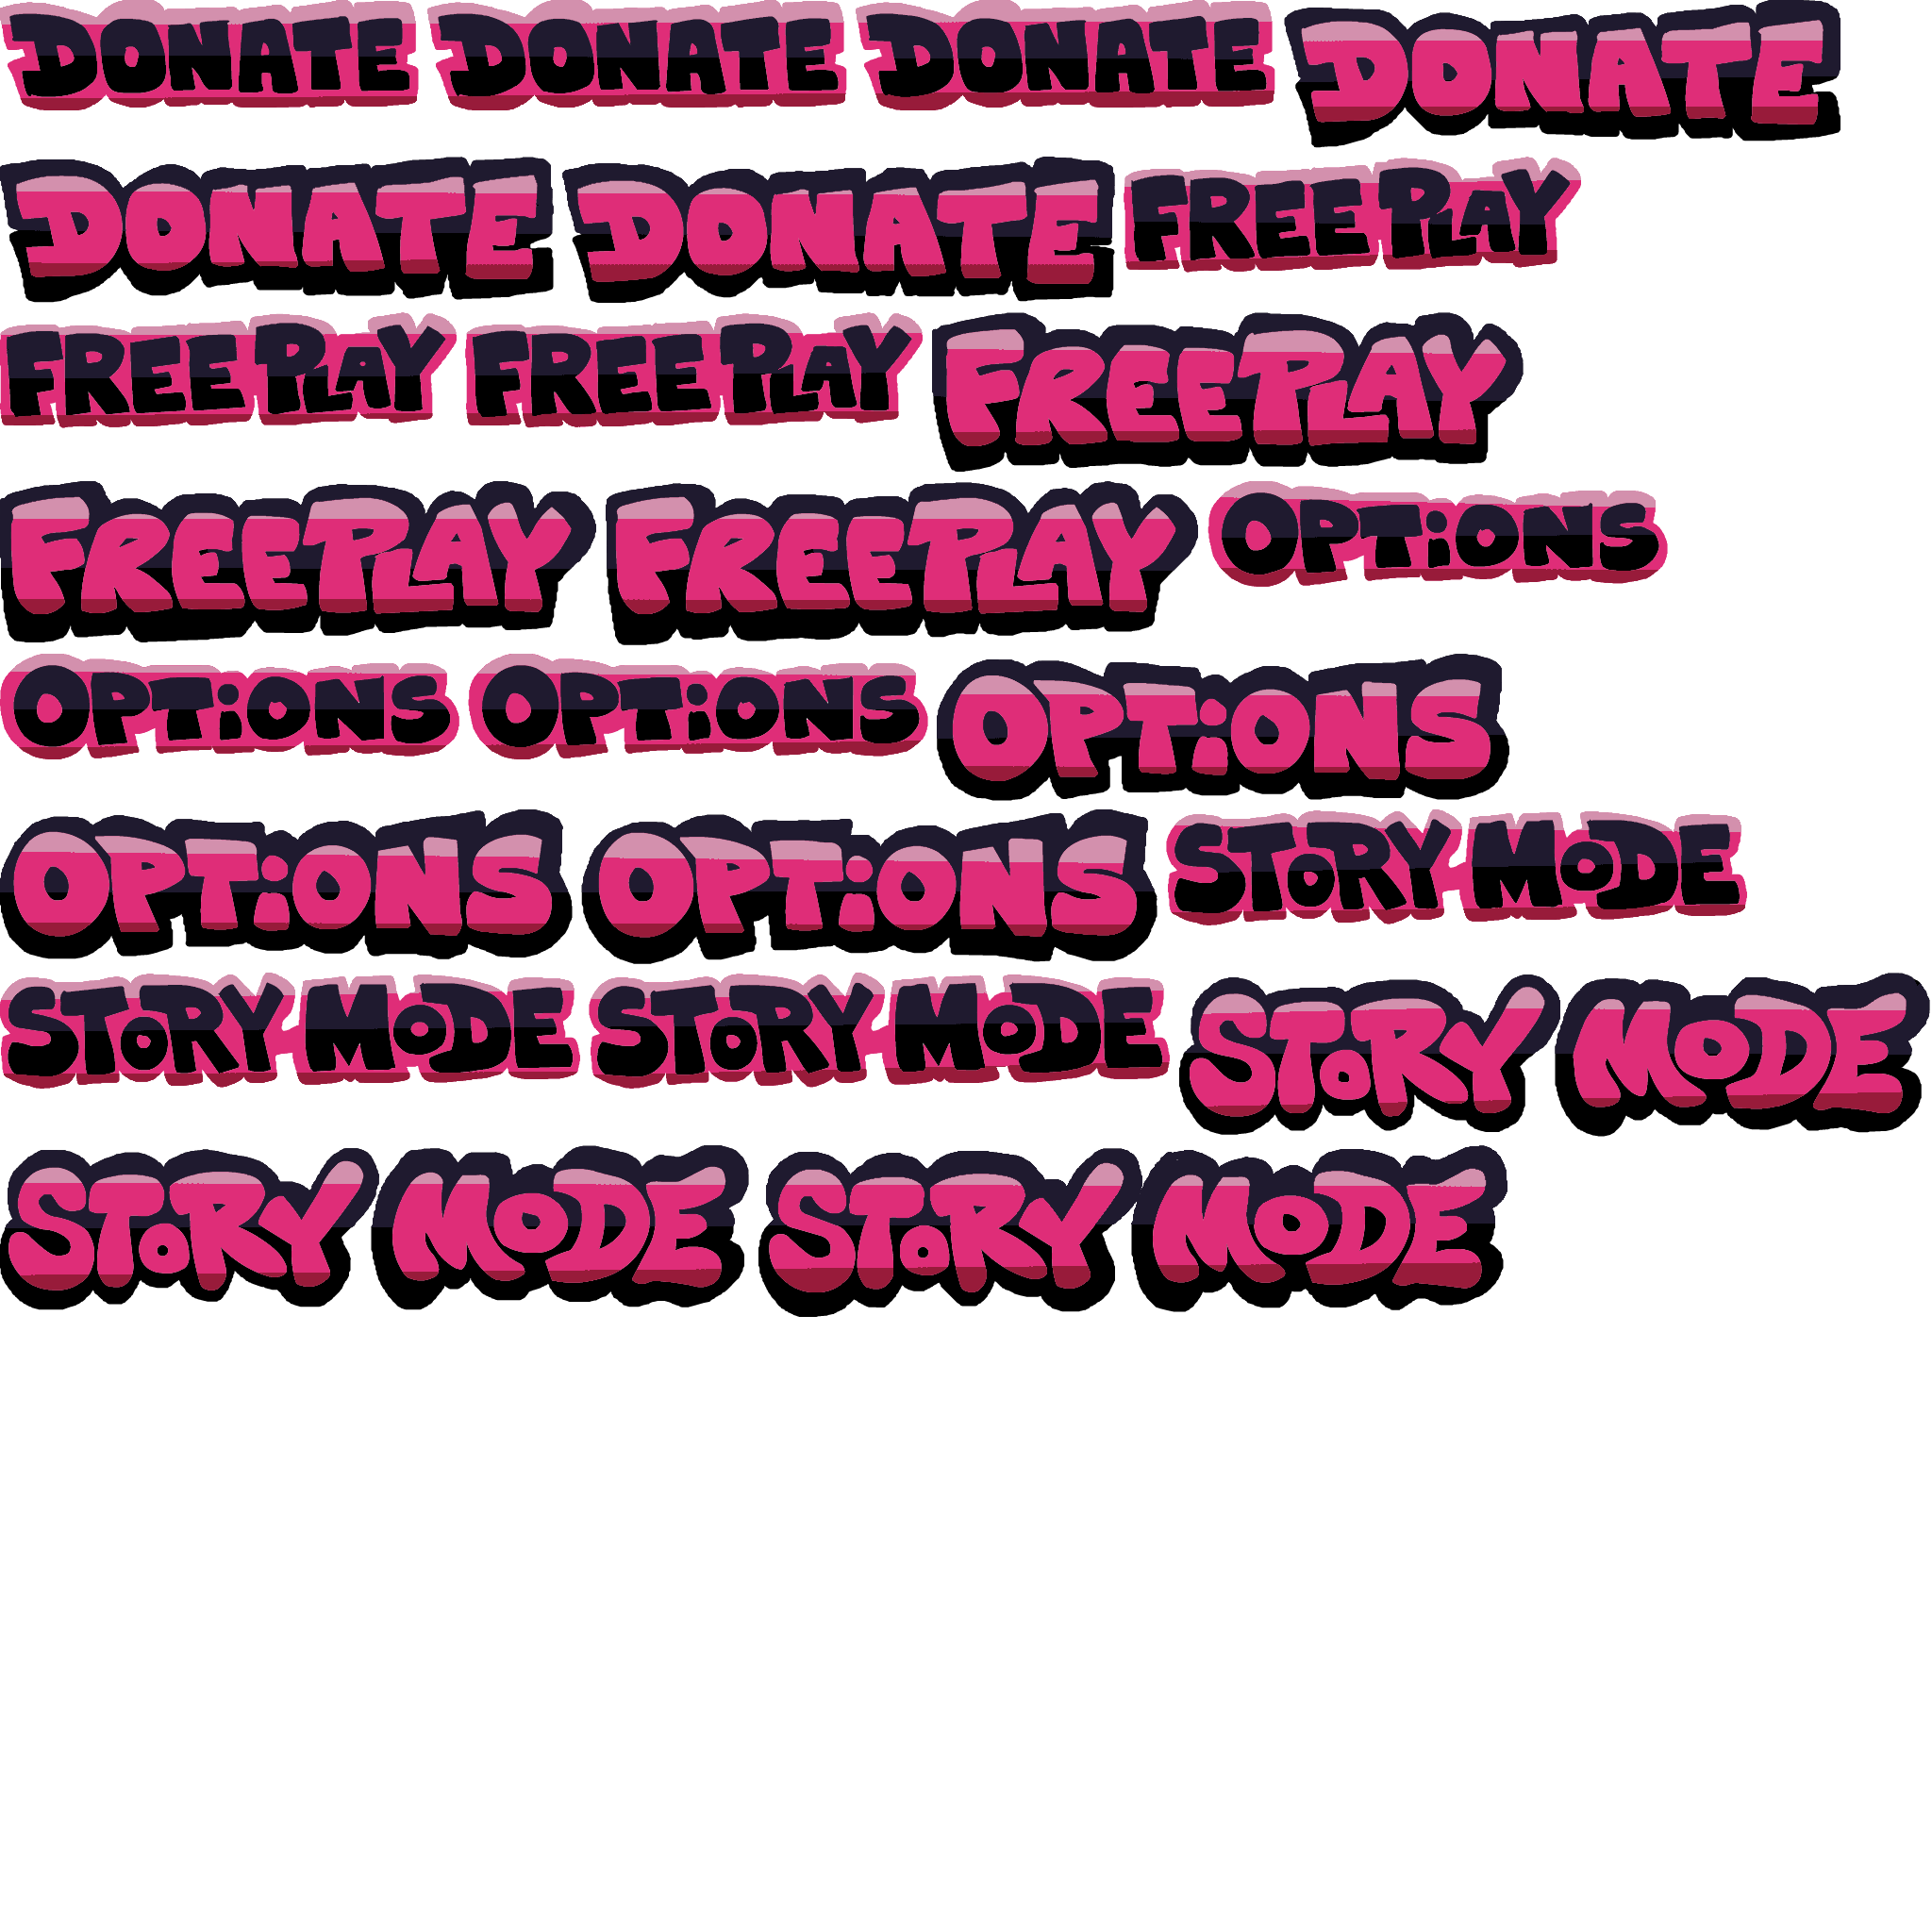 DONATE DONATE DONATE DONATE
DONATE DONATE FREEPLAY
FREEPLAY FREEPLAY FREEPLAY
FREEPLAY FREEPLAY OPTiONS
OPTiONS OPTiONS OPTiONS
OPTiONS OPTiONS STORY MODE
STORY MODE STORY MODE STORY MODE
STORY MODE STORY MODE